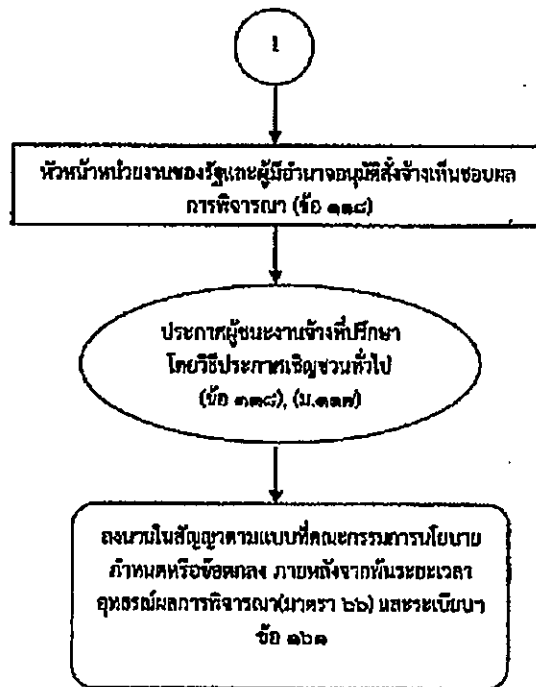 1
หัวหน้าหน่วยงานของรัฐและผู้มีอำนาจอนุมัติสั่งจ้างเห็นชอบผล
การพิจารณา (ข้อ ๑๑๘)
ประกาศผู้ชนะงานจ้างที่ปรึกษา
โดยวิธีประกาศเชิญชวนทั่วไป
(ข้อ ๑๑๘), (ม.๑๑๗)
ลงนามในสัญญาตามแบบที่คณะกรรมการนโยบาย
กำหนดหรือข้อตกลง ภายหลังจากพ้นระยะเวลา
อุทธรณ์ผลการพิจารณา(มาตรา ๖๖) และระเบียบฯ
ข้อ ๑๖๑